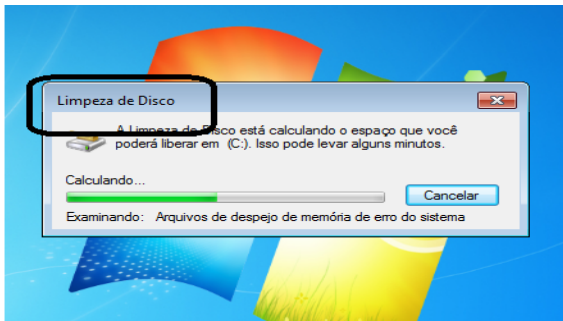 Limpeza de Disco
A Limpeza de Disco está calculando o espaço que você
poderá liberar em (C:). Isso pode levar alguns minutos.
Calculando...
Cancelar
Examinando: Arquivos de despejo de memória de erro do sistema